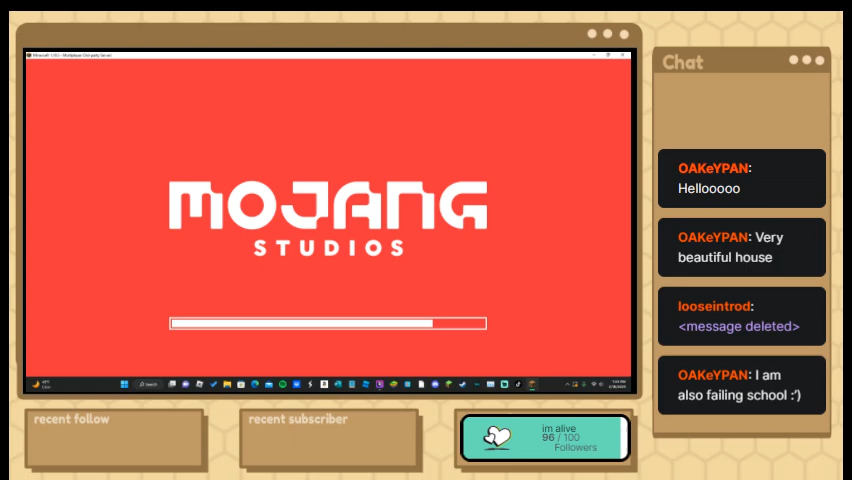 Chat
MOJANG
STUDIOS
OAKeYPAN:
Hellooooo
OAKeYPAN: Very
beautiful house
looseintrod:
<message deleted>
OAKeYPAN: I am
also failing school :')
Search
recent follow
recent subscriber
im alive
96 / 100
Followers